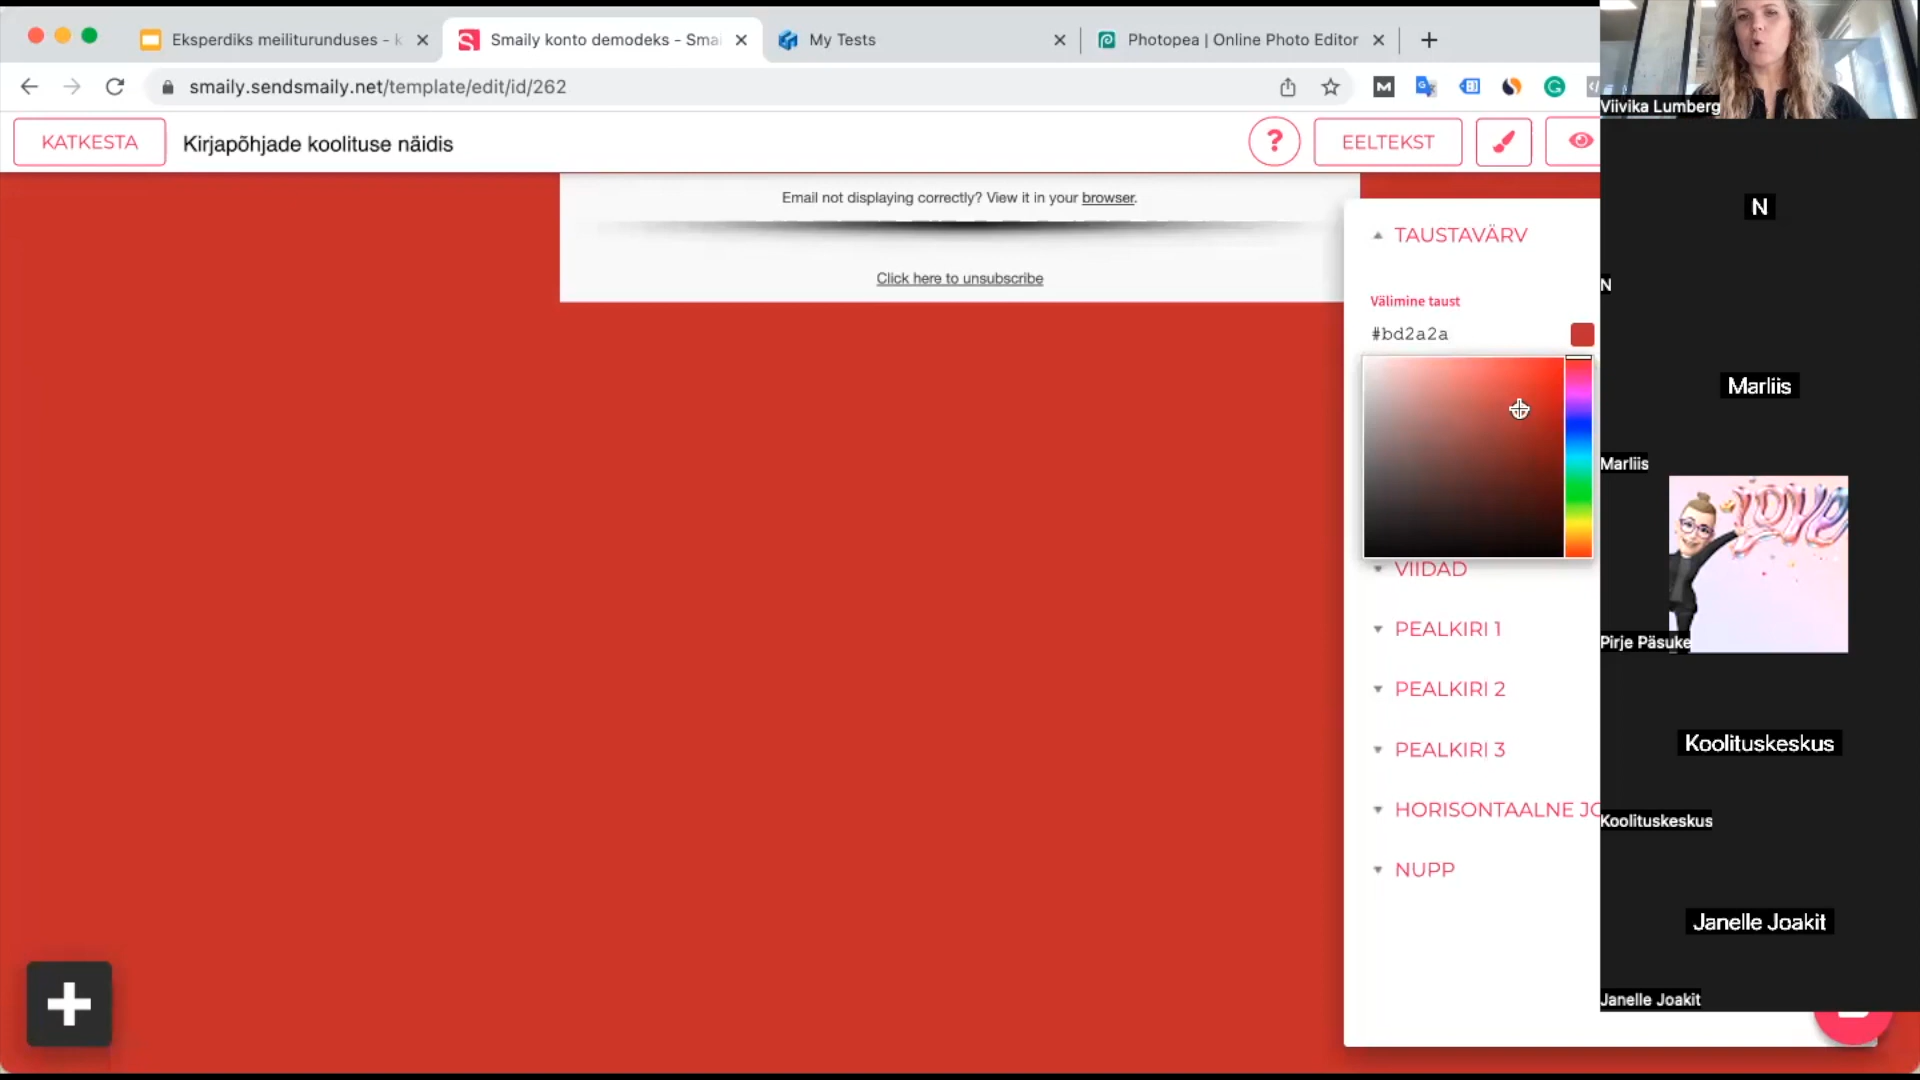 Eksperdiks meiliturunduses - k
Smaily konto demodeks - Smai
My Tests
Photopea | Online Photo Editor
smaily.sendsmaily.net/template/edit/id/262
KATKESTA
Kirjapõhjade koolituse näidis
?
EELTEKST
Email not displaying correctly? View it in your browser.
Click here to unsubscribe
TAUSTAVÄRV
Välimine taust
#bd2a2a
VIIDAD
PEALKIRI 1
PEALKIRI 2
PEALKIRI 3
HORISONTAALNE JO
NUPP
Viivika Lumberg
N
N
Marliis
Marliis
Pirje Päsuke
Koolituskeskus
Koolituskeskus
Janelle Joakit
Janelle Joakit